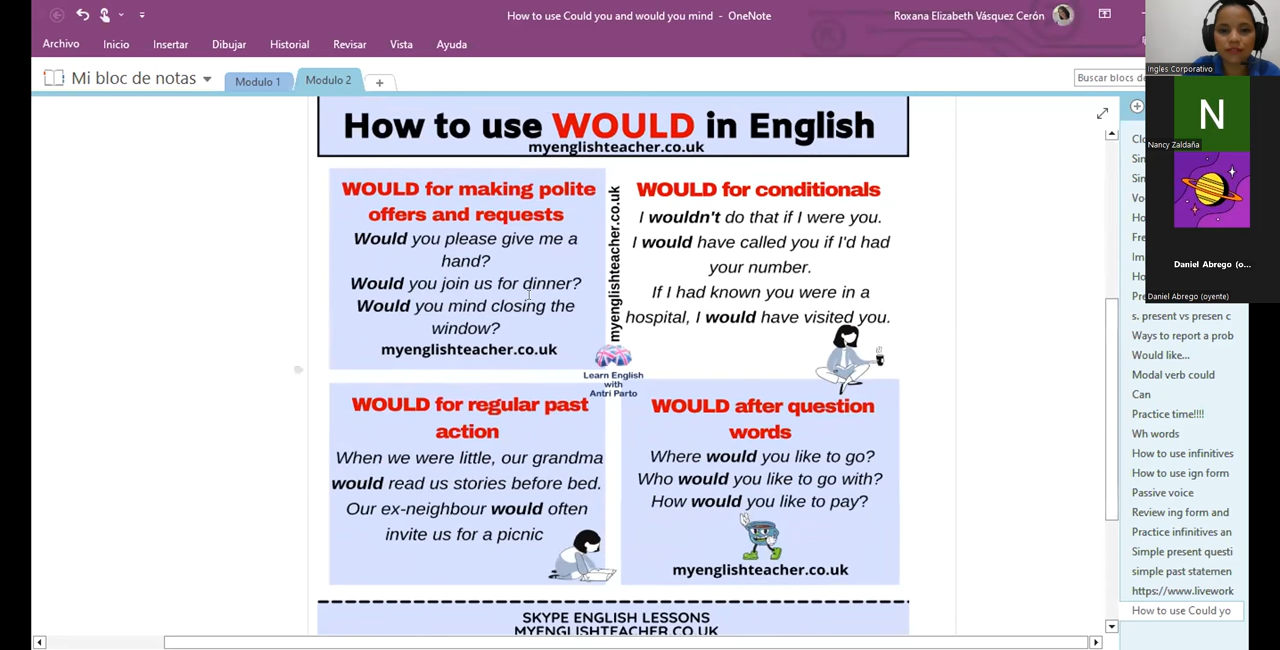 How to use Could you and would you mind - OneNote
Roxana Elizabeth Vásquez Cerón
Archivo Inicio Insertar Dibujar Historial Revisar Vista Ayuda
Mi bloc de notas Modulo 1 Modulo 2 +
Buscar blocs de
How to use WOULD in English
myenglishteacher.co.uk
WOULD for making polite
offers and requests
Would you please give me a
hand?
Would you join us for dinner?
Would you mind closing the
window?
myenglishteacher.co.uk
myenglishteacher.co.uk
WOULD for conditionals
I wouldn't do that if I were you.
I would have called you if I'd had
your number.
If I had known you were in a
hospital, I would have visited you.
Learn English
with
Antri Parto
WOULD for regular past
action
When we were little, our grandma
would read us stories before bed.
Our ex-neighbour would often
invite us for a picnic
WOULD after question
words
Where would you like to go?
Who would you like to go with?
How would you like to pay?
myenglishteacher.co.uk
SKYPE ENGLISH LESSONS
MYENGLISHTEACHER.CO.UK
Ingles Corporativo
N
Nancy Zaldaña
Daniel Abrego (o...
Daniel Abrego (oyente)
Clo
Sin
Sin
Voc
Ho
Fre
Im
Ho
Pre
s. present vs presen c
Ways to report a prob
Would like...
Modal verb could
Can
Practice time!!!!
Wh words
How to use infinitives
How to use ign form
Passive voice
Review ing form and
Practice infinitives an
Simple present questi
simple past statemen
https://www.livework
How to use Could yo